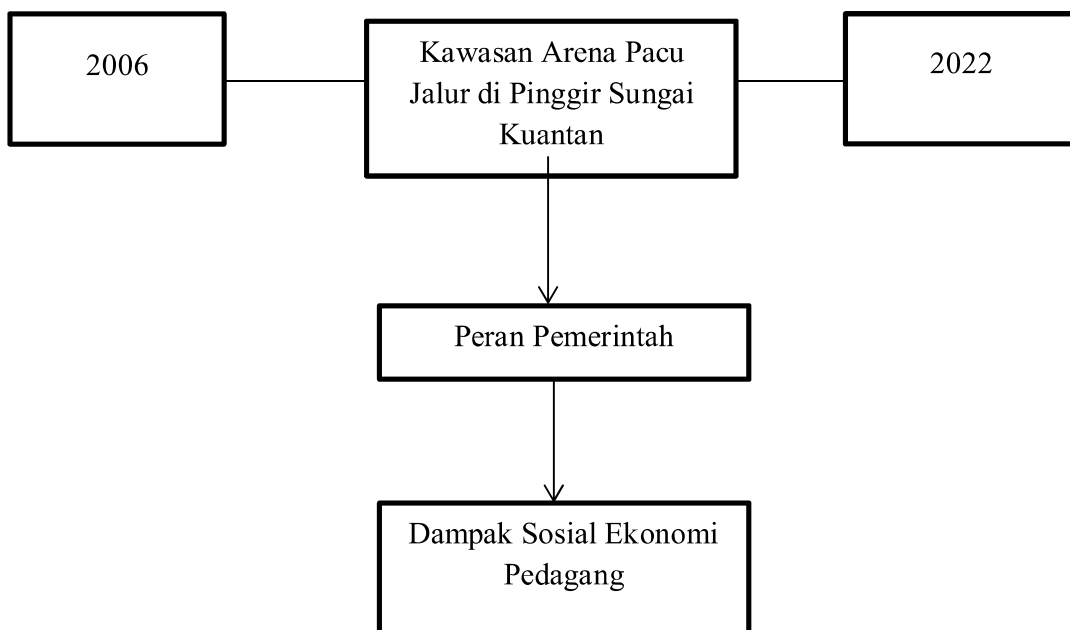 2006
Kawasan Arena Pacu
Jalur di Pinggir Sungai
Kuantan
2022
Peran Pemerintah
Dampak Sosial Ekonomi
Pedagang